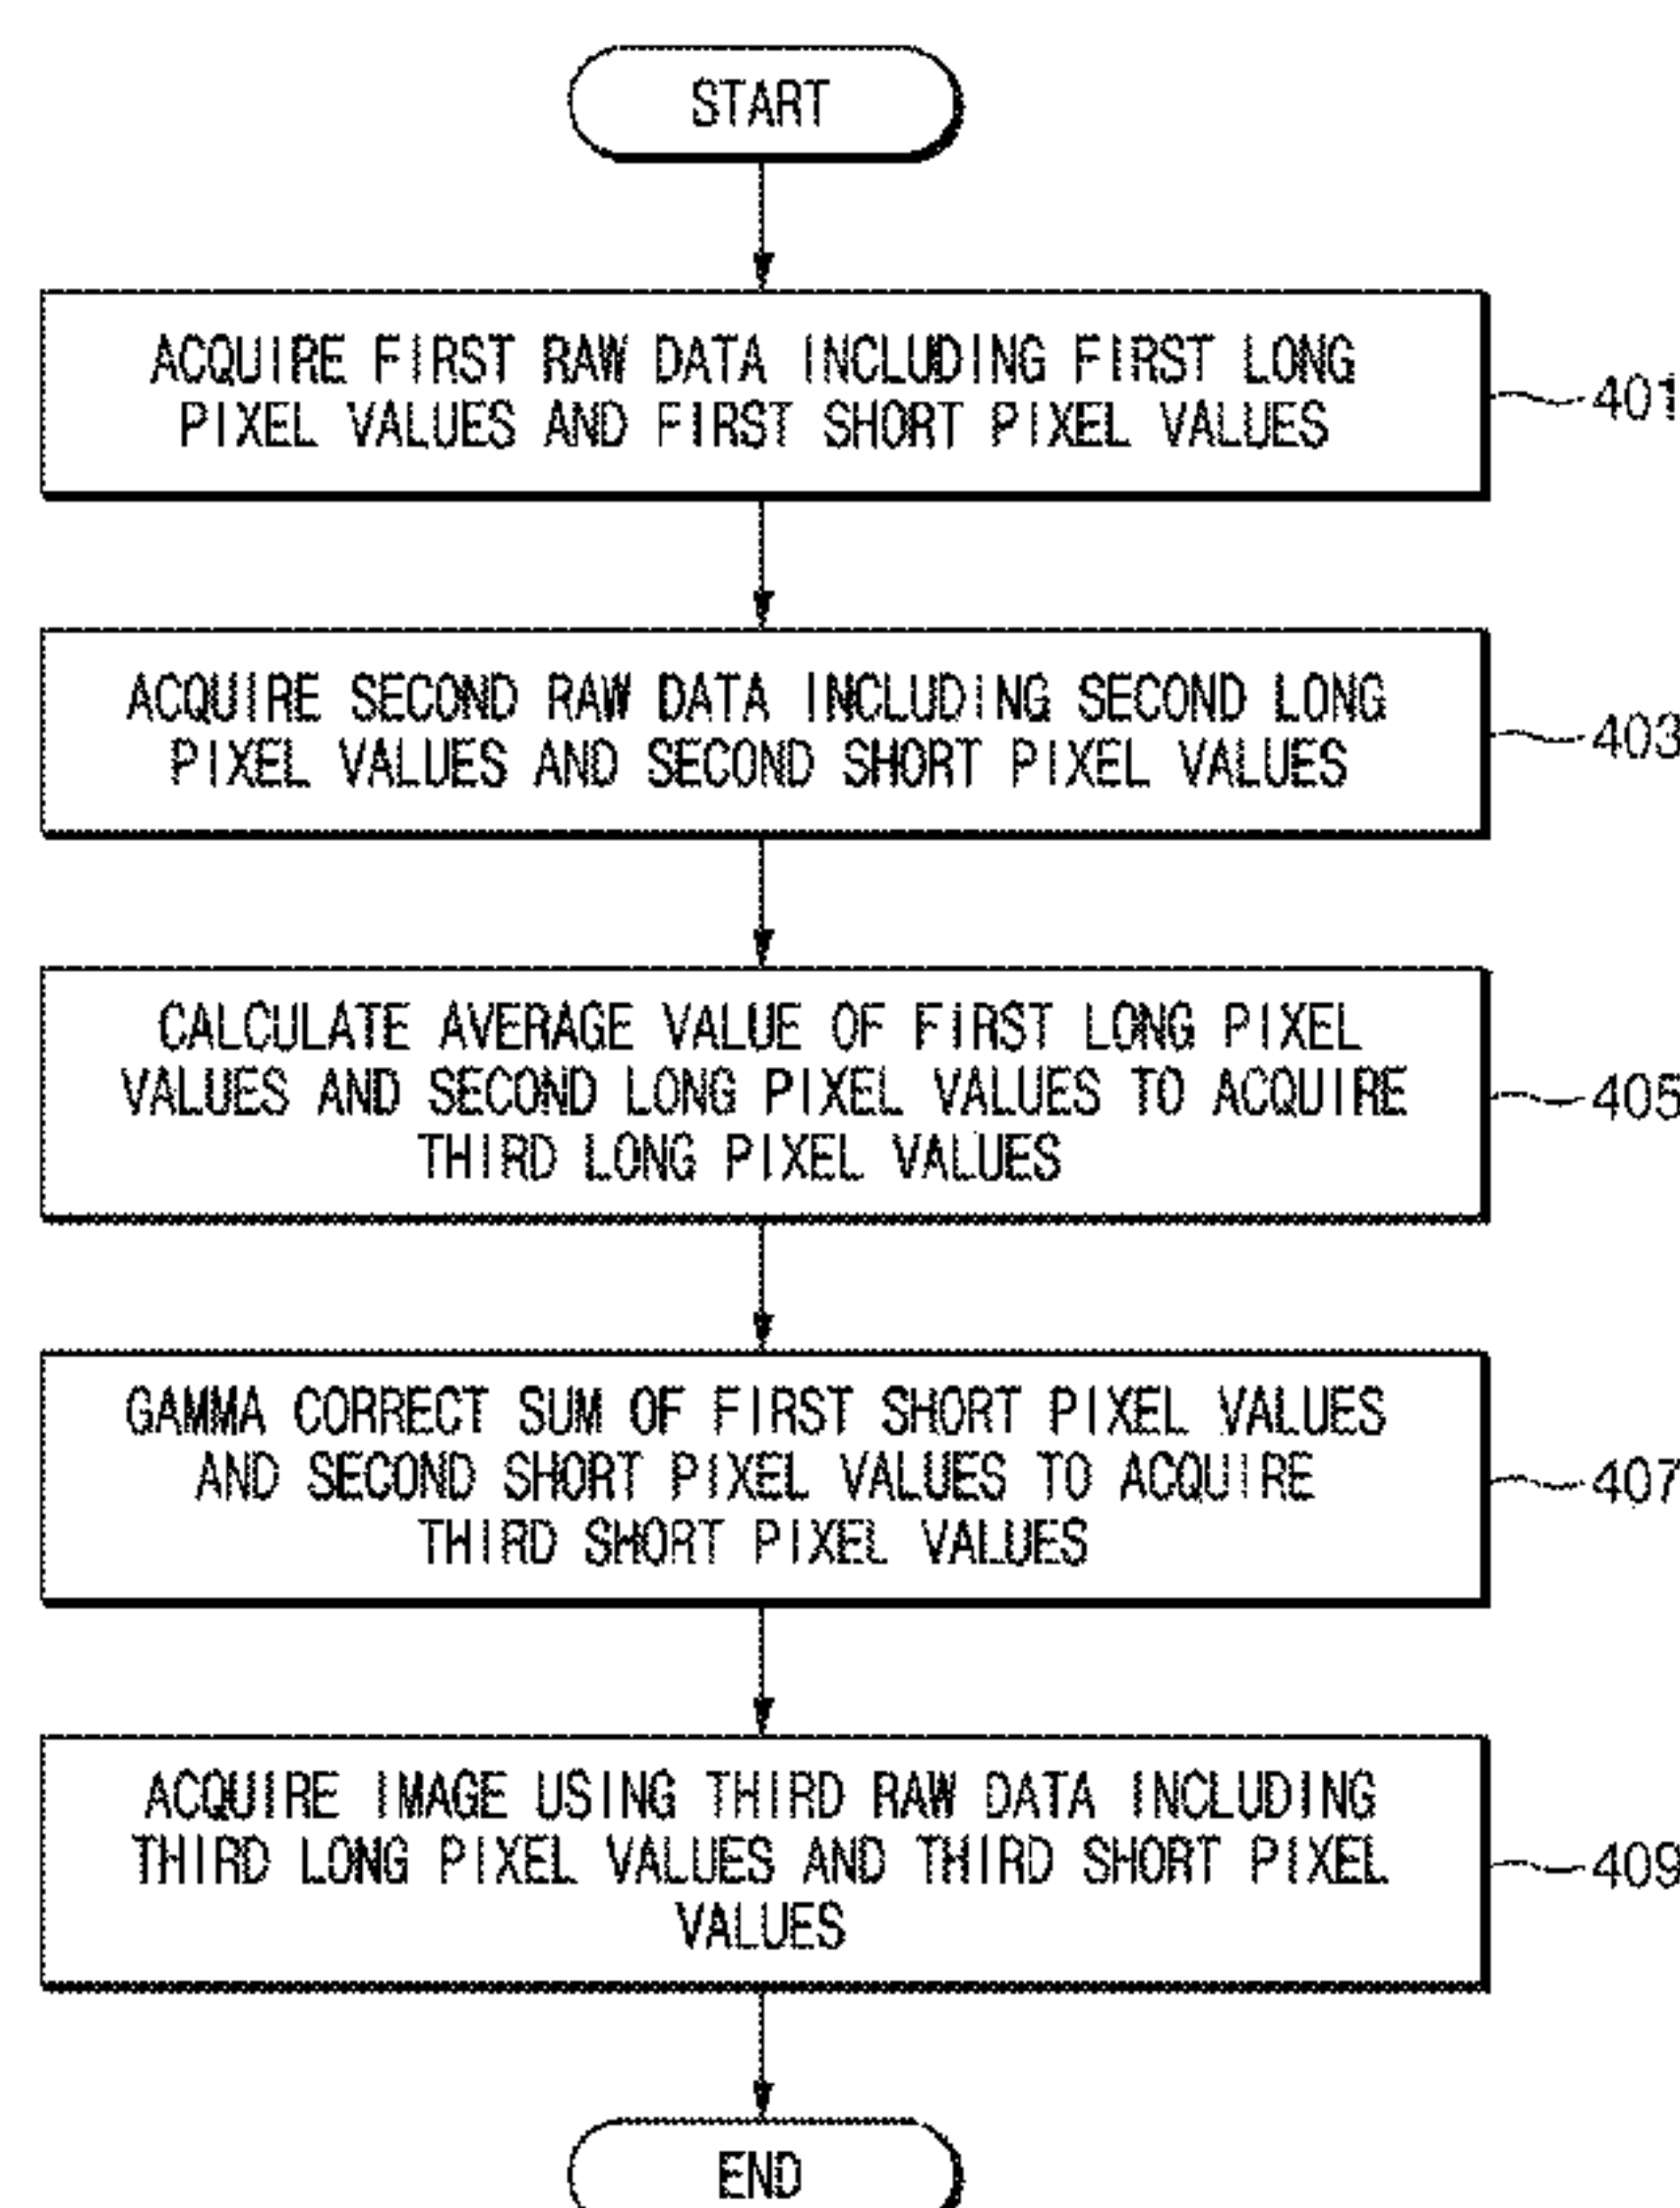 START
ACQUIRE FIRST RAW DATA INCLUDING FIRST LONG
PIXEL VALUES AND FIRST SHORT PIXEL VALUES
401
ACQUIRE SECOND RAW DATA INCLUDING SECOND LONG
PIXEL VALUES AND SECOND SHORT PIXEL VALUES
403
CALCULATE AVERAGE VALUE OF FIRST LONG PIXEL
VALUES AND SECOND LONG PIXEL VALUES TO ACQUIRE
THIRD LONG PIXEL VALUES
405
GAMMA CORRECT SUM OF FIRST SHORT PIXEL VALUES
AND SECOND SHORT PIXEL VALUES TO ACQUIRE
THIRD SHORT PIXEL VALUES
407
ACQUIRE IMAGE USING THIRD RAW DATA INCLUDING
THIRD LONG PIXEL VALUES AND THIRD SHORT PIXEL
VALUES
409
END